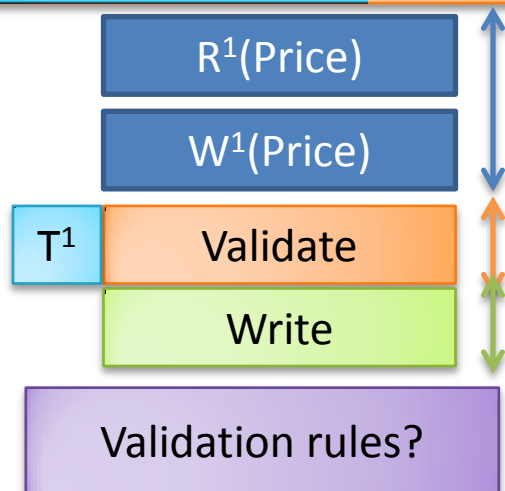 R¹(Price)
W¹(Price)
T¹ Validate
Write
Validation rules?